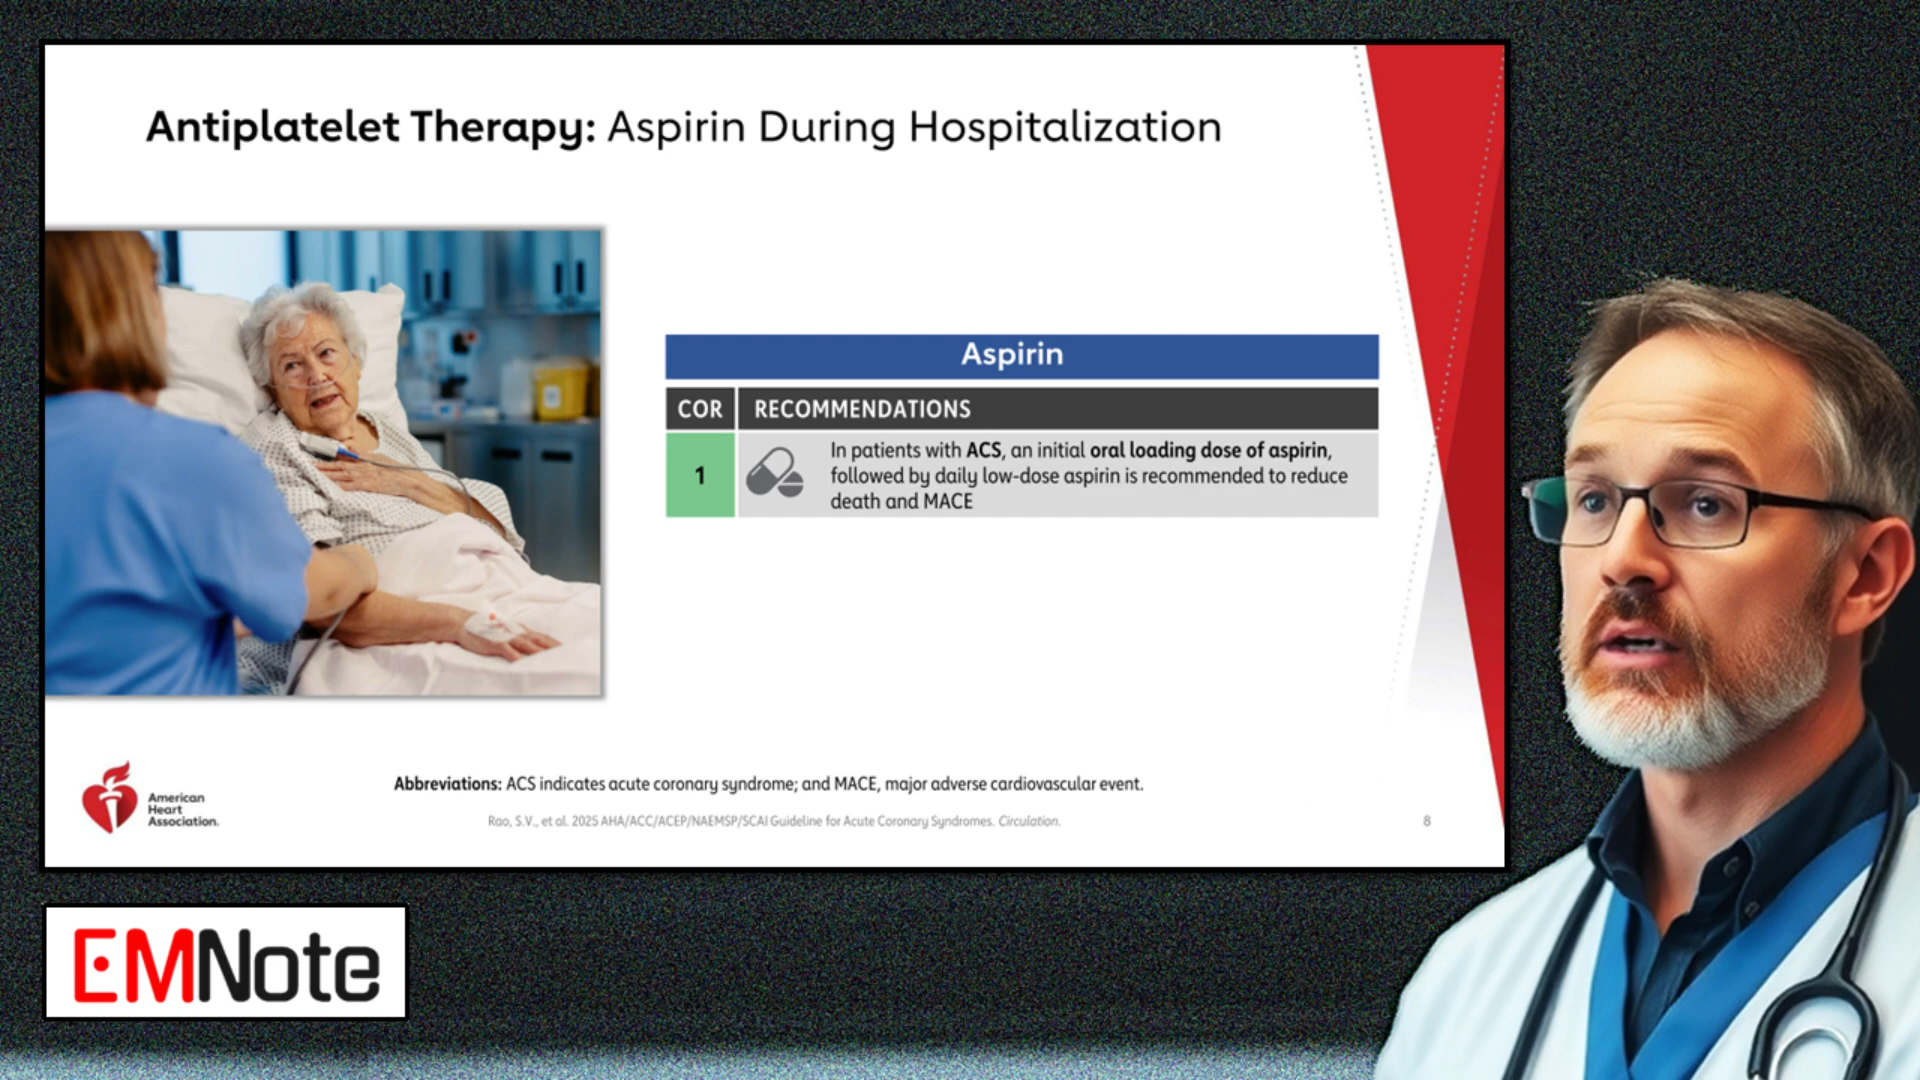 Antiplatelet Therapy: Aspirin During Hospitalization
Aspirin
COR RECOMMENDATIONS
1
In patients with ACS, an initial oral loading dose of aspirin,
followed by daily low-dose aspirin is recommended to reduce
death and MACE
Abbreviations: ACS indicates acute coronary syndrome; and MACE, major adverse cardiovascular event.
American
Heart
Association.
Rao, S.V., et al. 2025 AHA/ACC/ACEP/NAEMSP/SCAI Guideline for Acute Coronary Syndromes. Circulation.
8
EMNote